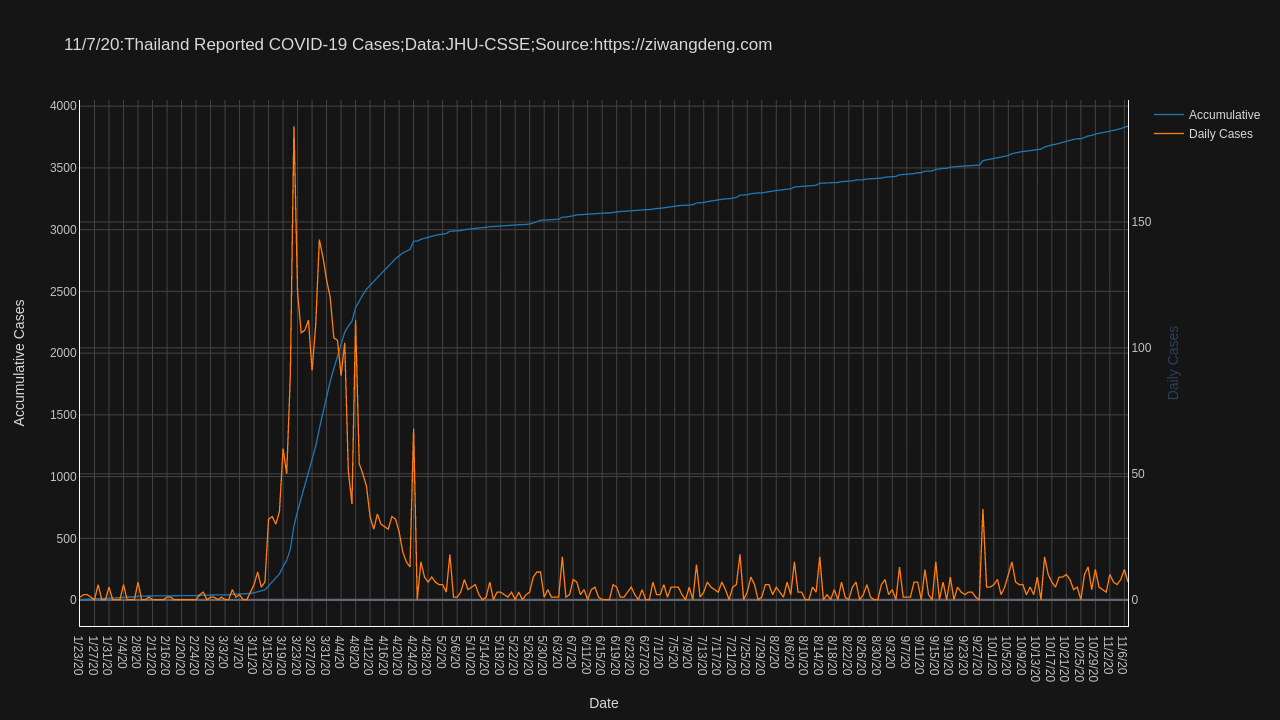 11/7/20:Thailand Reported COVID-19 Cases;Data:JHU-CSSE;Source:https://ziwangdeng.com
Accumulative
Daily Cases
4000
3500
3000
2500
2000
1500
1000
500
0
Accumulative Cases
150
100
50
0
Daily Cases
1/23/20 1/27/20 1/31/20 2/4/20 2/8/20 2/12/20 2/16/20 2/20/20 2/24/20 2/28/20 3/3/20 3/7/20 3/11/20 3/15/20 3/19/20 3/23/20 3/27/20 3/31/20 4/4/20 4/8/20 4/12/20 4/16/20 4/20/20 4/24/20 4/28/20 5/2/20 5/6/20 5/10/20 5/14/20 5/18/20 5/22/20 5/26/20 5/30/20 6/3/20 6/7/20 6/11/20 6/15/20 6/19/20 6/23/20 6/27/20 7/1/20 7/5/20 7/9/20 7/13/20 7/17/20 7/21/20 7/25/20 7/29/20 8/2/20 8/6/20 8/10/20 8/14/20 8/18/20 8/22/20 8/26/20 8/30/20 9/3/20 9/7/20 9/11/20 9/15/20 9/19/20 9/23/20 9/27/20 10/1/20 10/5/20 10/9/20 10/13/20 10/17/20 10/21/20 10/25/20 10/29/20 11/2/20 11/6/20
Date